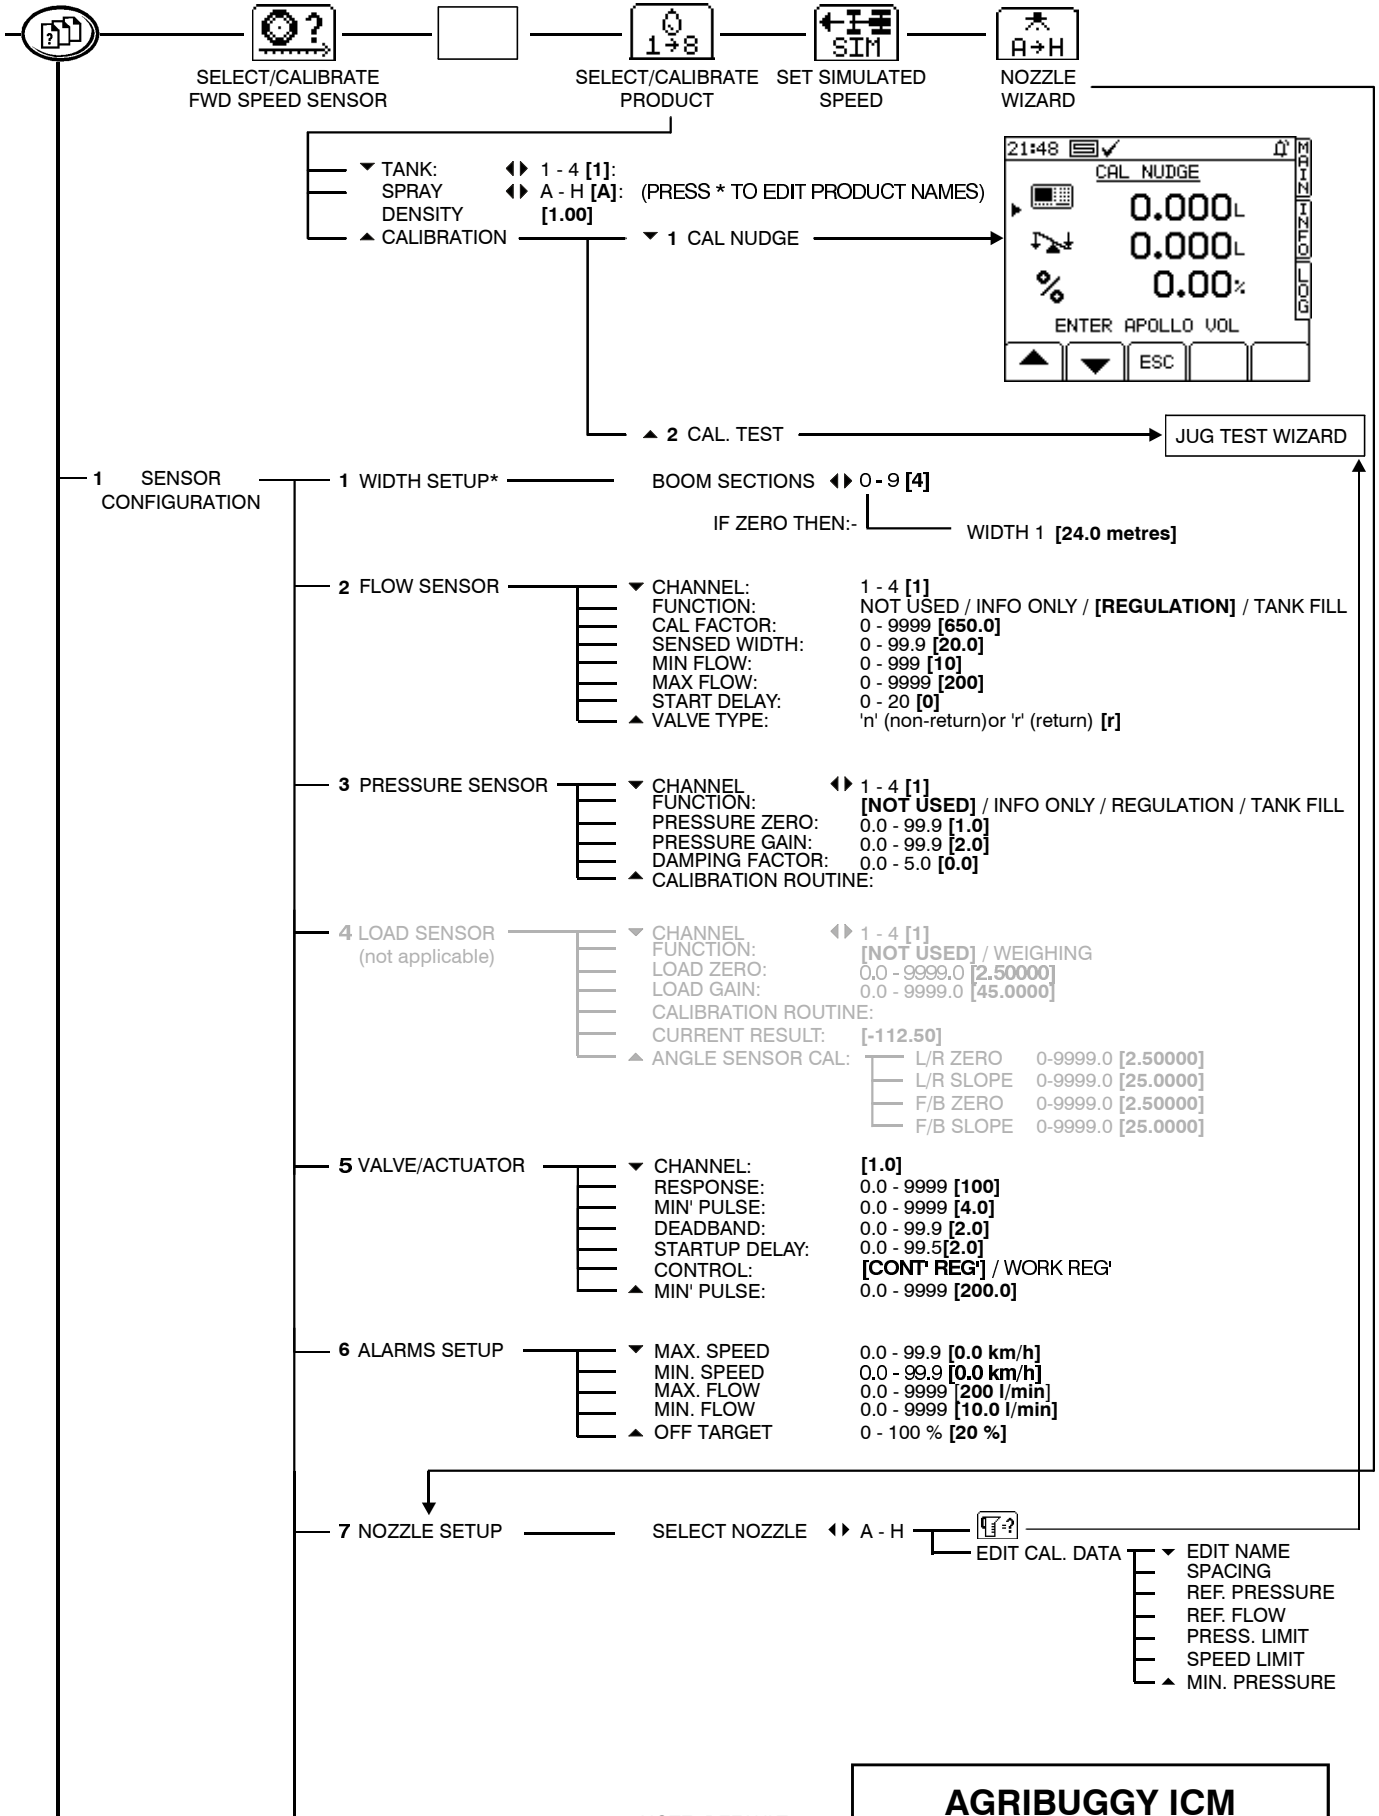 ?
1→8
SIM
A→H
SELECT/CALIBRATE
FWD SPEED SENSOR
SELECT/CALIBRATE
PRODUCT
SET SIMULATED
SPEED
NOZZLE
WIZARD
TANK: 1 - 4 [1]:
SPRAY A - H [A]: (PRESS * TO EDIT PRODUCT NAMES)
DENSITY [1.00]
CALIBRATION
1 CAL NUDGE
21:48
CAL NUDGE
0.000L
0.000L
% 0.00%
ENTER APOLLO VOL
ESC
MAIN
INFO
LOG
2 CAL. TEST
JUG TEST WIZARD
1 SENSOR
CONFIGURATION
1 WIDTH SETUP*
BOOM SECTIONS 0 - 9 [4]
IF ZERO THEN:-
WIDTH 1 [24.0 metres]
2 FLOW SENSOR
CHANNEL: 1 - 4 [1]
FUNCTION: NOT USED / INFO ONLY / [REGULATION] / TANK FILL
CAL FACTOR: 0 - 9999 [650.0]
SENSED WIDTH: 0 - 99.9 [20.0]
MIN FLOW: 0 - 999 [10]
MAX FLOW: 0 - 9999 [200]
START DELAY: 0 - 20 [0]
VALVE TYPE: 'n' (non-return)or 'r' (return) [r]
3 PRESSURE SENSOR
CHANNEL 1 - 4 [1]
FUNCTION: [NOT USED] / INFO ONLY / REGULATION / TANK FILL
PRESSURE ZERO: 0.0 - 99.9 [1.0]
PRESSURE GAIN: 0.0 - 99.9 [2.0]
DAMPING FACTOR: 0.0 - 5.0 [0.0]
CALIBRATION ROUTINE:
4 LOAD SENSOR
(not applicable)
CHANNEL 1 - 4 [1]
FUNCTION: [NOT USED] / WEIGHING
LOAD ZERO: 0.0 - 9999.0 [2.50000]
LOAD GAIN: 0.0 - 9999.0 [45.0000]
CALIBRATION ROUTINE:
CURRENT RESULT: [-112.50]
ANGLE SENSOR CAL:
L/R ZERO 0-9999.0 [2.50000]
L/R SLOPE 0-9999.0 [25.0000]
F/B ZERO 0-9999.0 [2.50000]
F/B SLOPE 0-9999.0 [25.0000]
5 VALVE/ACTUATOR
CHANNEL: [1.0]
RESPONSE: 0.0 - 9999 [100]
MIN' PULSE: 0.0 - 9999 [4.0]
DEADBAND: 0.0 - 99.9 [2.0]
STARTUP DELAY: 0.0 - 99.5[2.0]
CONTROL: [CONT' REG'] / WORK REG'
MIN' PULSE: 0.0 - 9999 [200.0]
6 ALARMS SETUP
MAX. SPEED 0.0 - 99.9 [0.0 km/h]
MIN. SPEED 0.0 - 99.9 [0.0 km/h]
MAX. FLOW 0.0 - 9999 [200 l/min]
MIN. FLOW 0.0 - 9999 [10.0 l/min]
OFF TARGET 0 - 100 % [20 %]
7 NOZZLE SETUP
SELECT NOZZLE A - H
=?
EDIT CAL. DATA
EDIT NAME
SPACING
REF. PRESSURE
REF. FLOW
PRESS. LIMIT
SPEED LIMIT
MIN. PRESSURE
AGRIBUGGY ICM